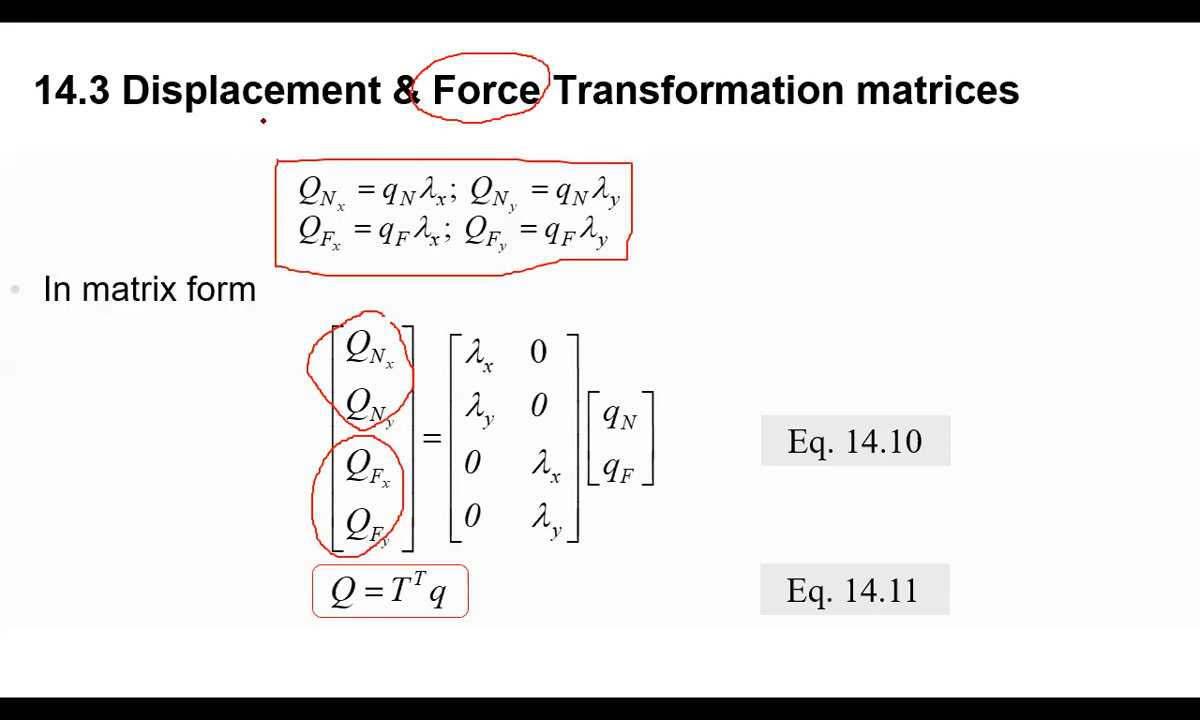 14.3 Displacement & Force Transformation matrices
Q_{N_x} = q_N λ_x; Q_{N_y} = q_N λ_y
Q_{F_x} = q_F λ_x; Q_{F_y} = q_F λ_y
• In matrix form
[Q_{N_x}] = [λ_x 0] [q_N]
[Q_{N_y}] [λ_y 0] [q_F]
[Q_{F_x}] [0 λ_x]
[Q_{F_y}] [0 λ_y]
Eq. 14.10
Q = T^T q
Eq. 14.11